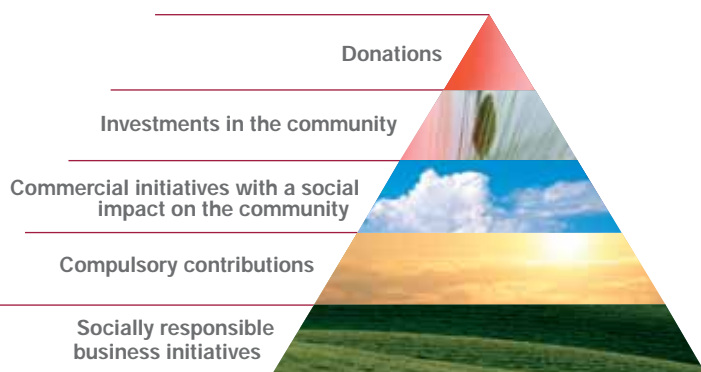 Donations
Investments in the community
Commercial initiatives with a social
impact on the community
Compulsory contributions
Socially responsible
business initiatives